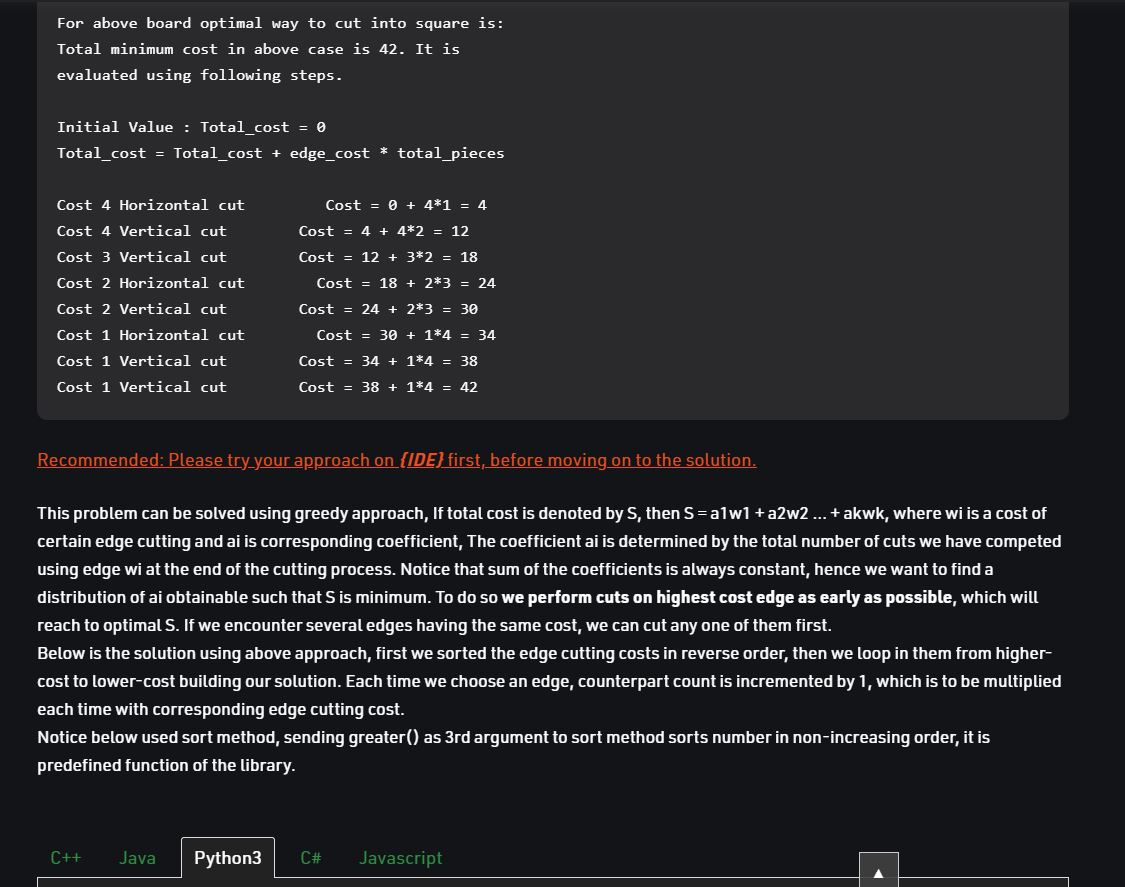 For above board optimal way to cut into square is:
Total minimum cost in above case is 42. It is
evaluated using following steps.
Initial Value : Total_cost = 0
Total_cost = Total_cost + edge_cost * total_pieces
Cost 4 Horizontal cut         Cost = 0 + 4*1 = 4
Cost 4 Vertical cut        Cost = 4 + 4*2 = 12
Cost 3 Vertical cut        Cost = 12 + 3*2 = 18
Cost 2 Horizontal cut        Cost = 18 + 2*3 = 24
Cost 2 Vertical cut        Cost = 24 + 2*3 = 30
Cost 1 Horizontal cut        Cost = 30 + 1*4 = 34
Cost 1 Vertical cut        Cost = 34 + 1*4 = 38
Cost 1 Vertical cut        Cost = 38 + 1*4 = 42
Recommended: Please try your approach on {IDE} first, before moving on to the solution.
This problem can be solved using greedy approach, If total cost is denoted by S, then S = a1w1 + a2w2 … + akwk, where wi is a cost of
certain edge cutting and ai is corresponding coefficient, The coefficient ai is determined by the total number of cuts we have competed
using edge wi at the end of the cutting process. Notice that sum of the coefficients is always constant, hence we want to find a
distribution of ai obtainable such that S is minimum. To do so we perform cuts on highest cost edge as early as possible, which will
reach to optimal S. If we encounter several edges having the same cost, we can cut any one of them first.
Below is the solution using above approach, first we sorted the edge cutting costs in reverse order, then we loop in them from higher-
cost to lower-cost building our solution. Each time we choose an edge, counterpart count is incremented by 1, which is to be multiplied
each time with corresponding edge cutting cost.
Notice below used sort method, sending greater() as 3rd argument to sort method sorts number in non-increasing order, it is
predefined function of the library.
C++ Java Python3 C# Javascript